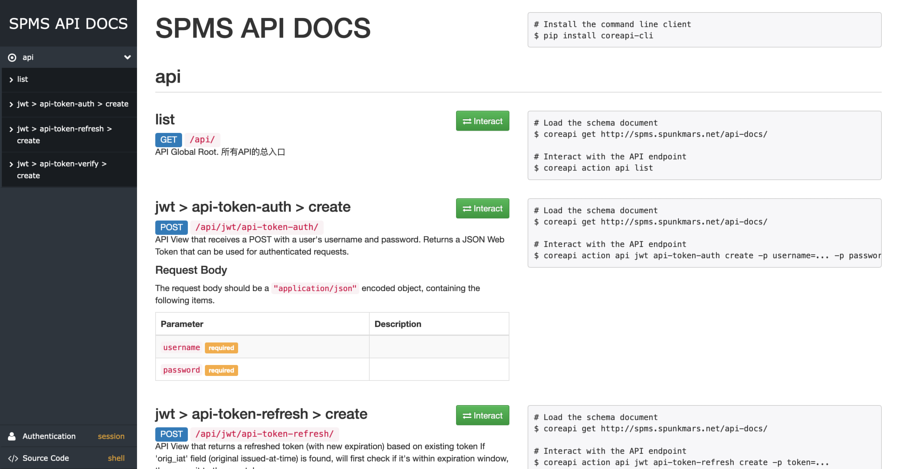 SPMS API DOCS
api
list
jwt > api-token-auth > create
jwt > api-token-refresh >
create
jwt > api-token-verify >
create
Authentication session
Source Code shell
SPMS API DOCS
# Install the command line client
$ pip install coreapi-cli
api
list
Interact
GET /api/
API Global Root. 所有API的总入口
# Load the schema document
$ coreapi get http://spms.spunkmars.net/api-docs/
# Interact with the API endpoint
$ coreapi action api list
jwt > api-token-auth > create
Interact
POST /api/jwt/api-token-auth/
API View that receives a POST with a user's username and password. Returns a JSON Web
Token that can be used for authenticated requests.
Request Body
The request body should be a "application/json" encoded object, containing the
following items.
Parameter Description
username required
password required
# Load the schema document
$ coreapi get http://spms.spunkmars.net/api-docs/
# Interact with the API endpoint
$ coreapi action api jwt api-token-auth create -p username=... -p passwor
jwt > api-token-refresh > create
Interact
POST /api/jwt/api-token-refresh/
API View that returns a refreshed token (with new expiration) based on existing token If
'orig_iat' field (original issued-at-time) is found, will first check if it's within expiration window,
# Load the schema document
$ coreapi get http://spms.spunkmars.net/api-docs/
# Interact with the API endpoint
$ coreapi action api jwt api-token-refresh create -p token=...